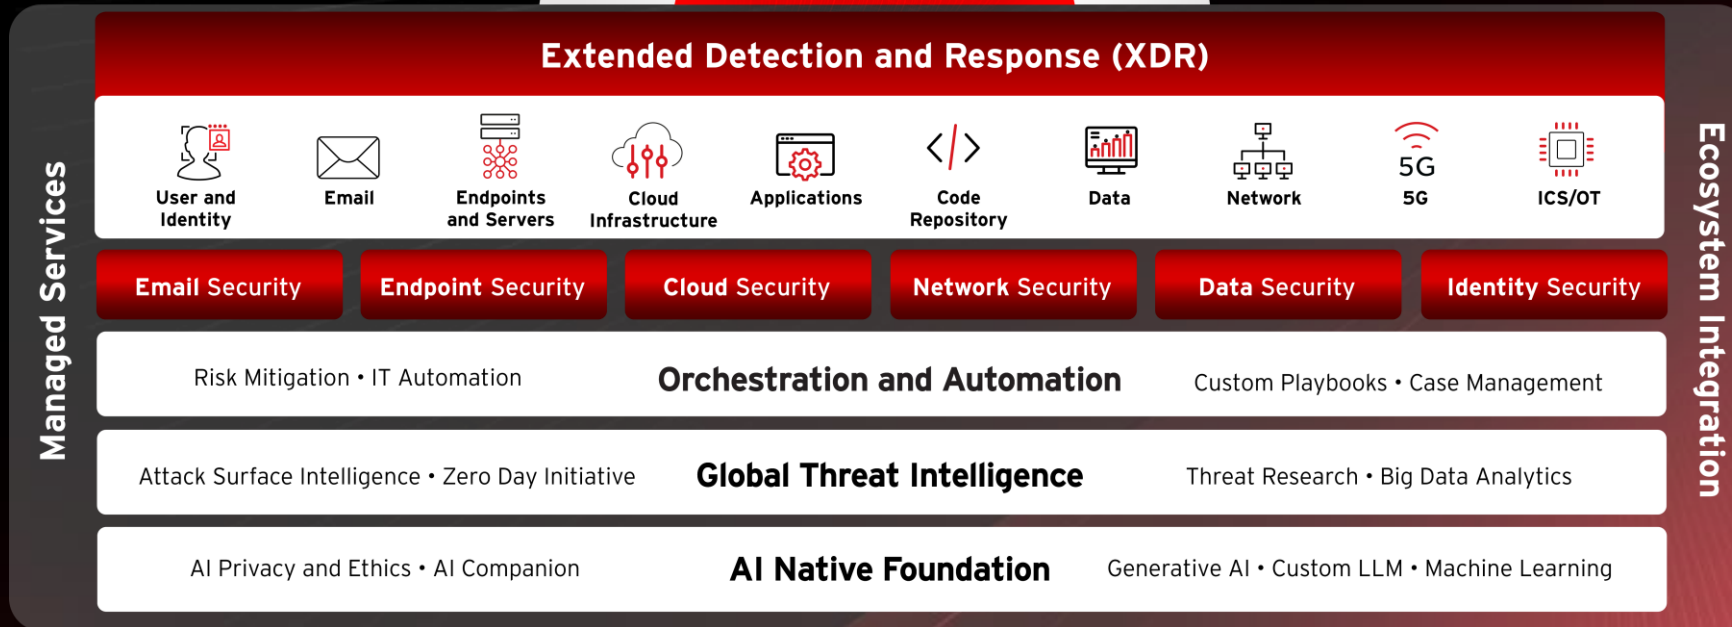 Extended Detection and Response (XDR)
5G
User and
Identity
Email
Endpoints
and Servers
Cloud
Infrastructure
Applications
Code
Repository
Data
Network
5G
ICS/OT
Managed Services
Ecosystem Integration
Email Security
Endpoint Security
Cloud Security
Network Security
Data Security
Identity Security
Risk Mitigation • IT Automation
Orchestration and Automation
Custom Playbooks • Case Management
Attack Surface Intelligence • Zero Day Initiative
Global Threat Intelligence
Threat Research • Big Data Analytics
AI Privacy and Ethics • AI Companion
AI Native Foundation
Generative AI • Custom LLM • Machine Learning